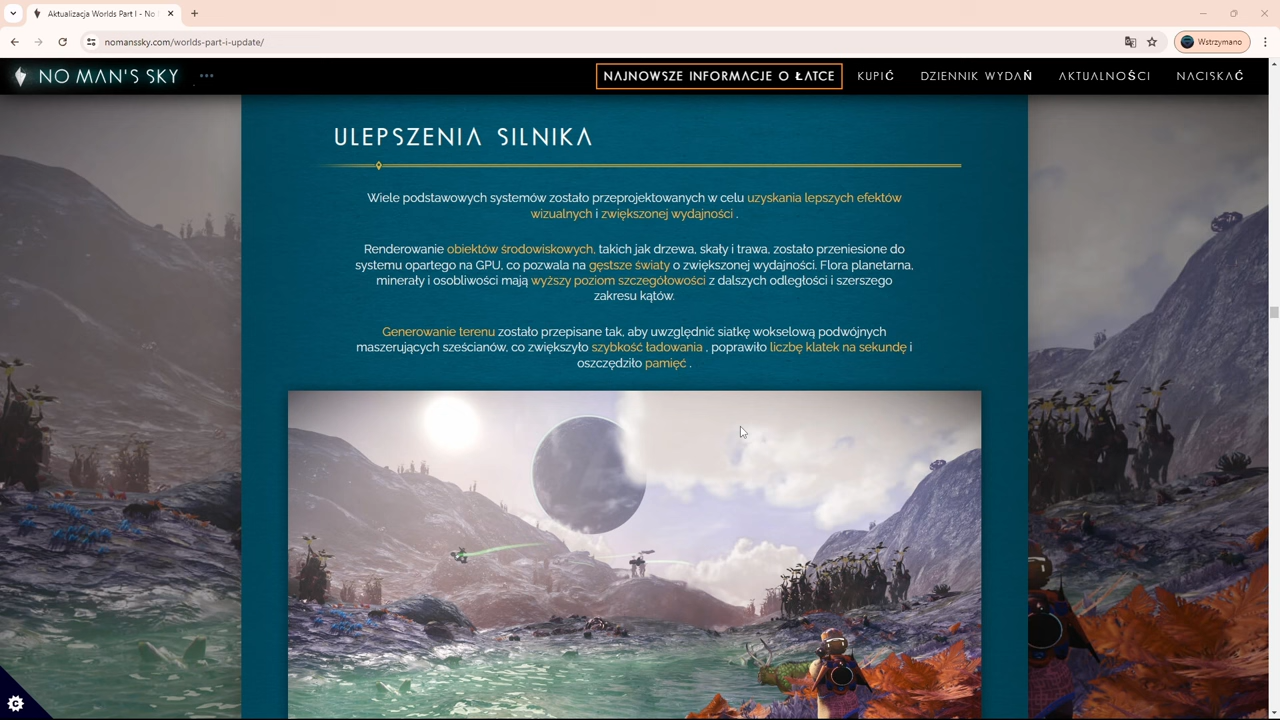 Aktualizacja Worlds Part I - No
nomanssky.com/worlds-part-i-update/
Wstrzymano
NO MAN'S SKY
NAJNOWSZE INFORMACJE O ŁATCE
KUPIĆ
DZIENNIK WYDAŃ
AKTUALNOŚCI
NACISKAĆ
ULEPSZENIA SILNIKA
Wiele podstawowych systemów zostało przeprojektowanych w celu uzyskania lepszych efektów
wizualnych i zwiększonej wydajności .
Renderowanie obiektów środowiskowych, takich jak drzewa, skały i trawa, zostało przeniesione do
systemu opartego na GPU, co pozwala na gęstsze światy o zwiększonej wydajności. Flora planetarna,
minerały i osobliwości mają wyższy poziom szczegółowości z dalszych odległości i szerszego
zakresu kątów.
Generowanie terenu zostało przepisane tak, aby uwzględnić siatkę wokselową podwójnych
maszerujących sześcianów, co zwiększyło szybkość ładowania , poprawiło liczbę klatek na sekundę i
oszczędziło pamięć .